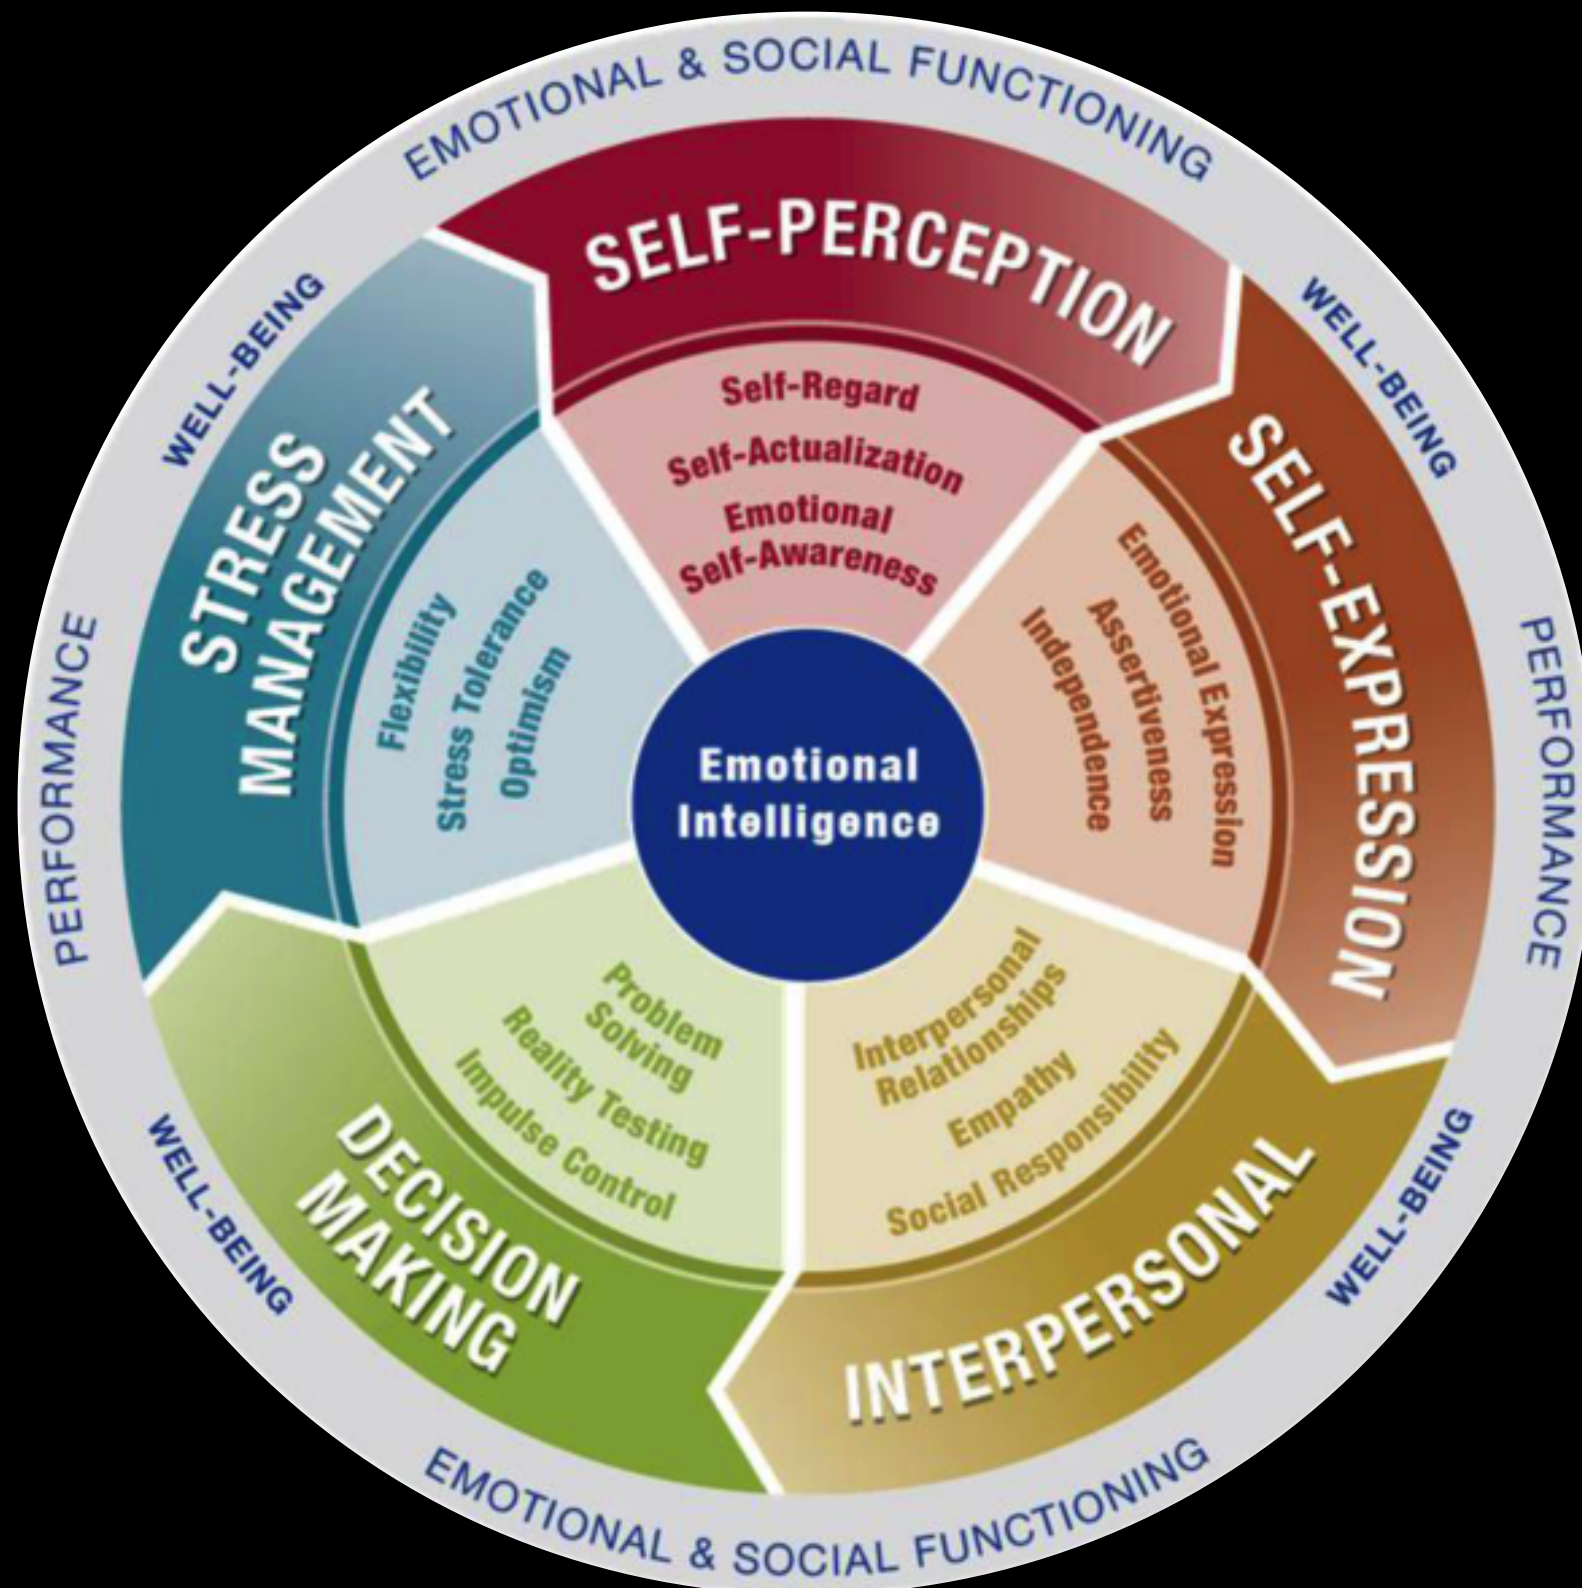 EMOTIONAL & SOCIAL FUNCTIONING
WELL-BEING
WELL-BEING
PERFORMANCE
PERFORMANCE
WELL-BEING
WELL-BEING
EMOTIONAL & SOCIAL FUNCTIONING
SELF-PERCEPTION
Self-Regard
Self-Actualization
Emotional
Self-Awareness
SELF-EXPRESSION
Emotional Expression
Assertiveness
Independence
INTERPERSONAL
Interpersonal
Relationships
Empathy
Social Responsibility
DECISION
MAKING
Problem
Solving
Reality Testing
Impulse Control
STRESS
MANAGEMENT
Flexibility
Stress Tolerance
Optimism
Emotional
Intelligence